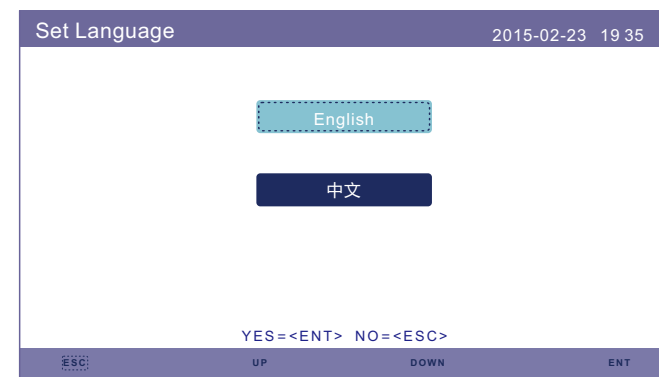 Set Language 2015-02-23 19 35
English
中文
YES=<ENT> NO=<ESC>
ESC UP DOWN ENT